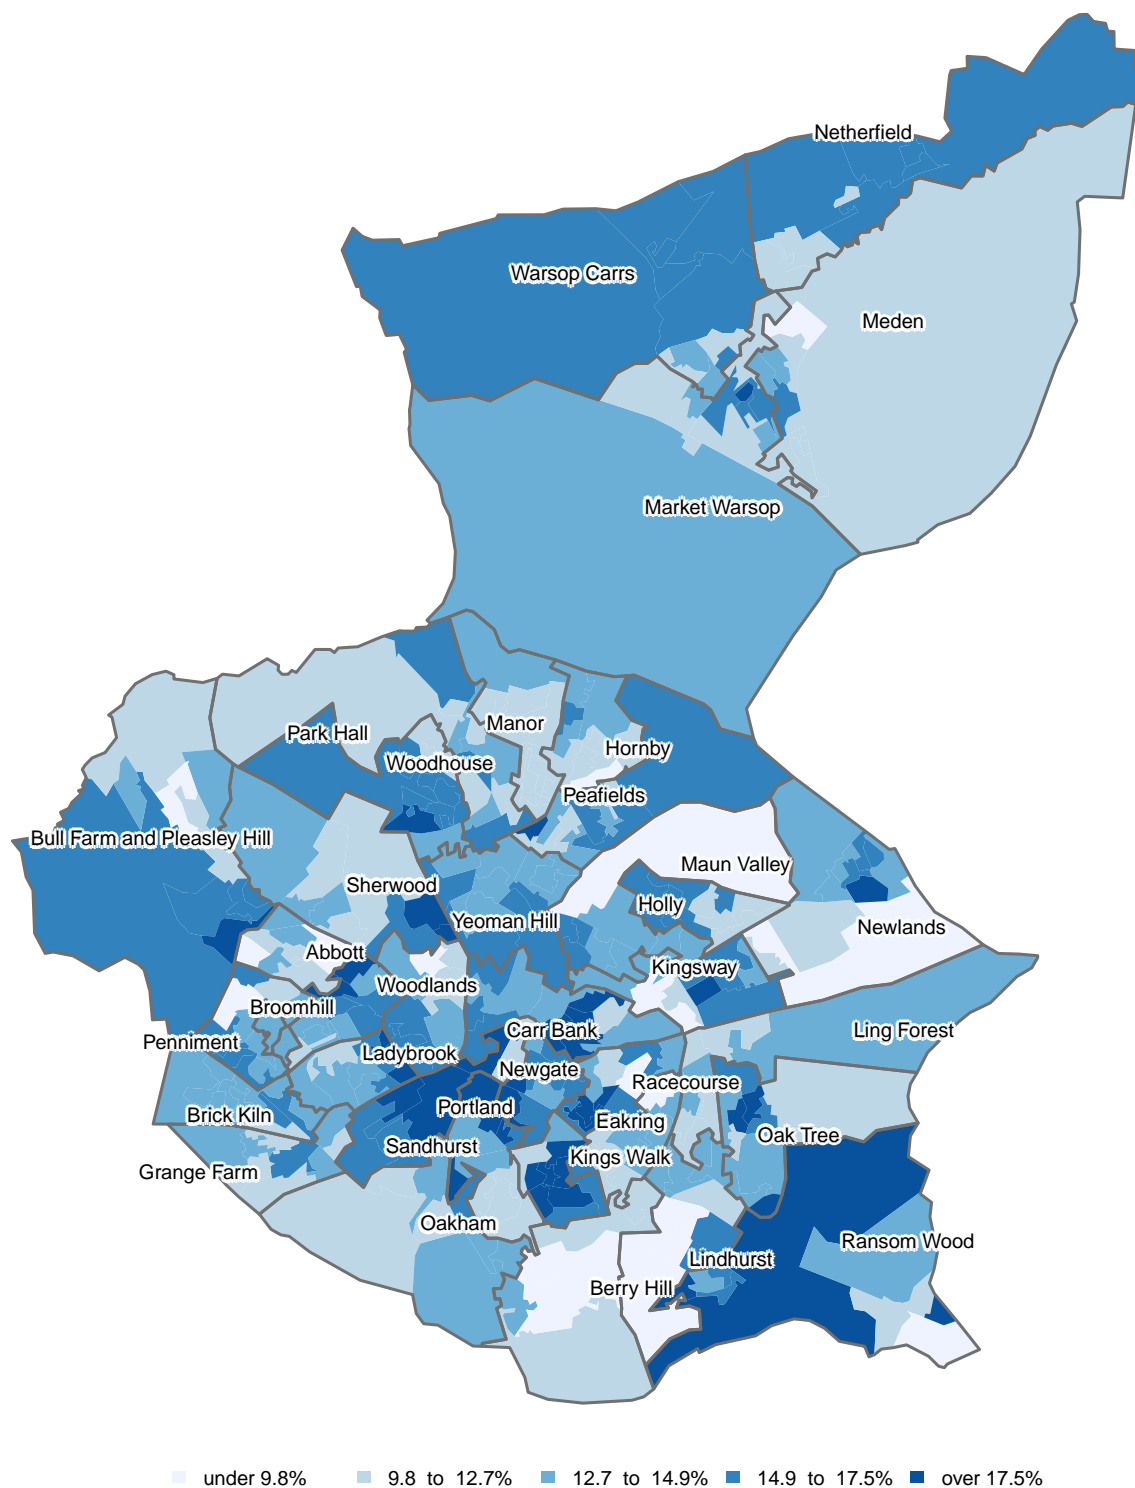 Netherfield
Warsop Carrs
Meden
Market Warsop
Manor
Park Hall
Hornby
Woodhouse
Peafields
Bull Farm and Pleasley Hill
Maun Valley
Sherwood
Holly
Yeoman Hill
Newlands
Abbott
Kingsway
Woodlands
Broomhill
Carr Bank
Ling Forest
Penniment
Ladybrook
Newgate
Racecourse
Portland
Brick Kiln
Eakring
Oak Tree
Sandhurst
Kings Walk
Grange Farm
Oakham
Ransom Wood
Lindhurst
Berry Hill
under 9.8% 9.8 to 12.7% 12.7 to 14.9% 14.9 to 17.5% over 17.5%